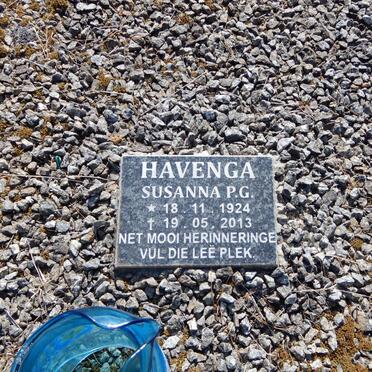 HAVENGA
SUSANNA P.G.
★ 18.11.1924
† 19.05.2013
NET MOOI HERINNERINGE
VUL DIE LEË PLEK.